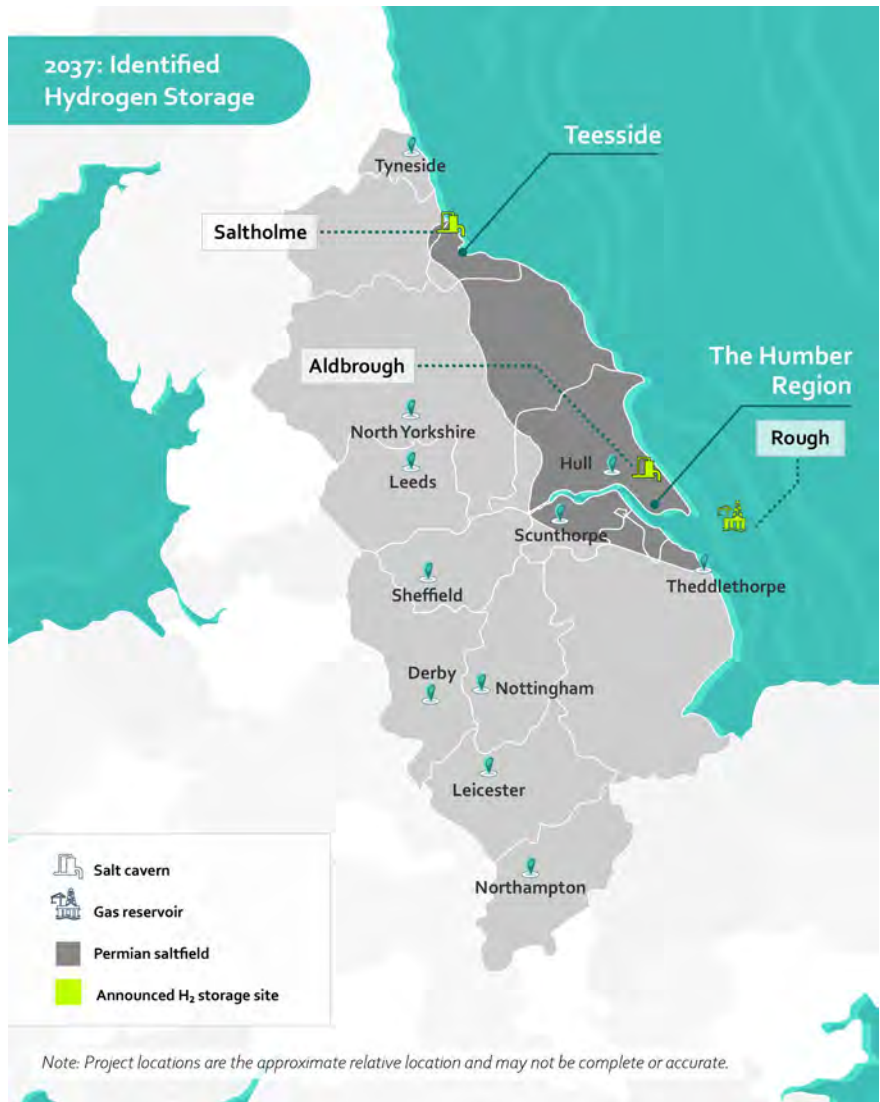 2037: Identified
Hydrogen Storage
Teesside
Tyneside
Saltholme
Aldbrough
The Humber
Region
Rough
North Yorkshire
Hull
Leeds
Scunthorpe
Theddlethorpe
Sheffield
Derby
Nottingham
Leicester
Northampton
Salt cavern
Gas reservoir
Permian saltfield
Announced H₂ storage site
Note: Project locations are the approximate relative location and may not be complete or accurate.